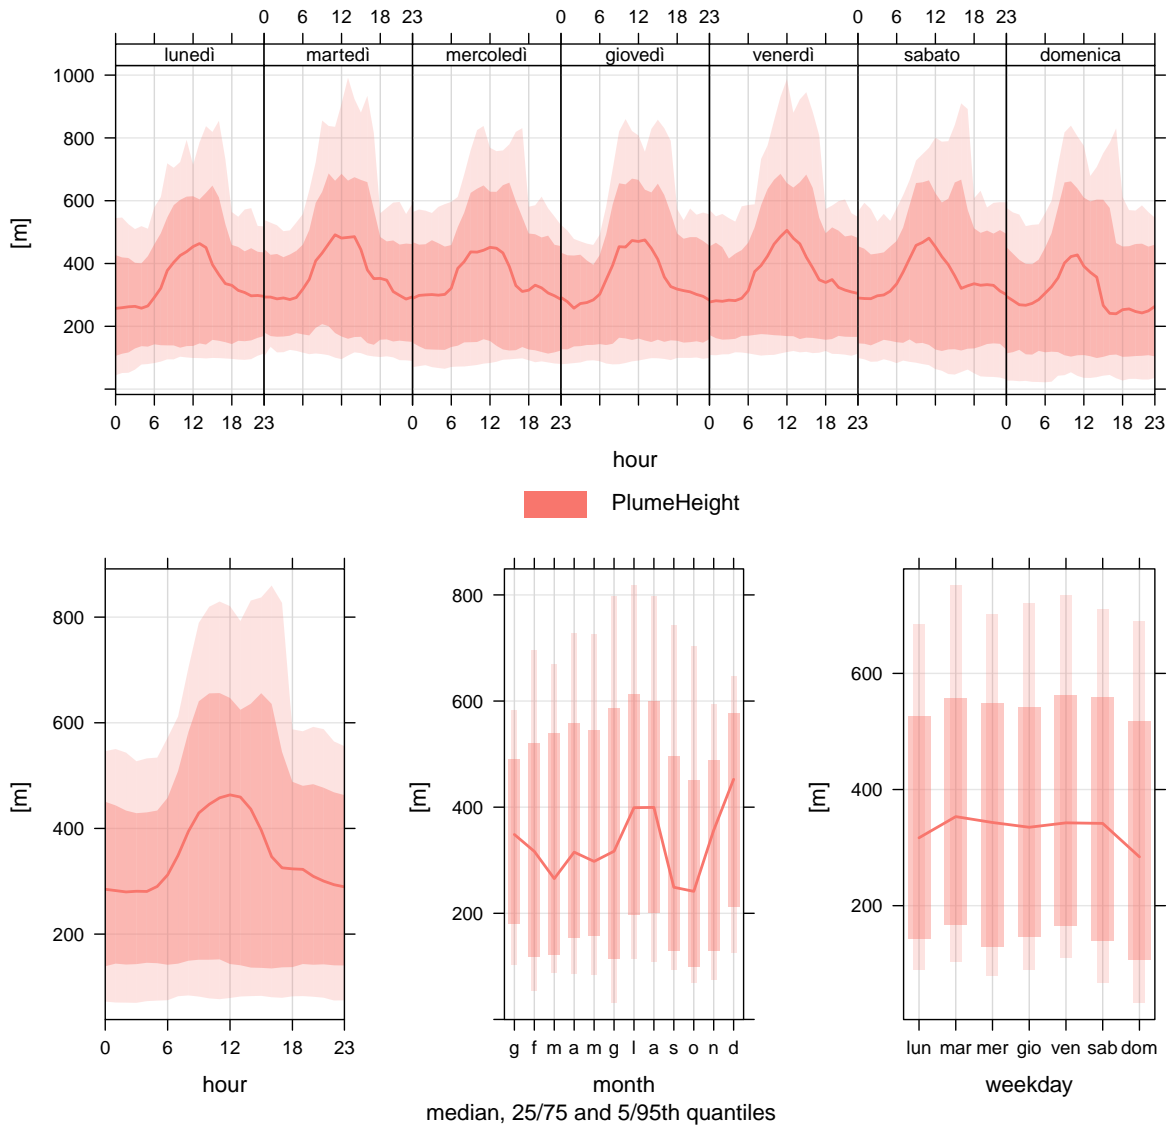 0 6 12 18 23 0 6 12 18 23 0 6 12 18 23
lunedì martedì mercoledì giovedì venerdì sabato domenica
1000
800
600
400
200
[m]
0 6 12 18 23 0 6 12 18 23 0 6 12 18 23 0 6 12 18 23
hour
PlumeHeight
800
600
400
200
[m]
0 6 12 18 23
hour
800
600
400
200
[m]
g f m a m g l a s o n d
month
600
400
200
[m]
lun mar mer gio ven sab dom
weekday
median, 25/75 and 5/95th quantiles